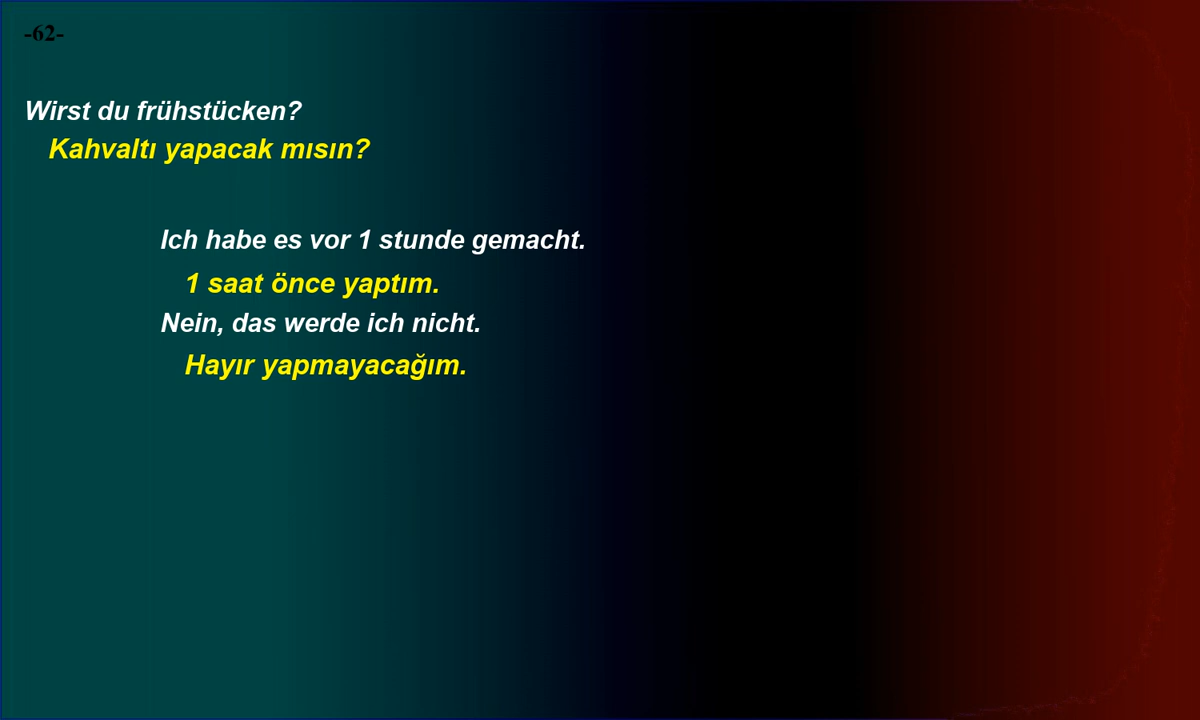 -62-
Wirst du frühstücken?
Kahvaltı yapacak mısın?
Ich habe es vor 1 stunde gemacht.
1 saat önce yaptım.
Nein, das werde ich nicht.
Hayır yapmayacağım.